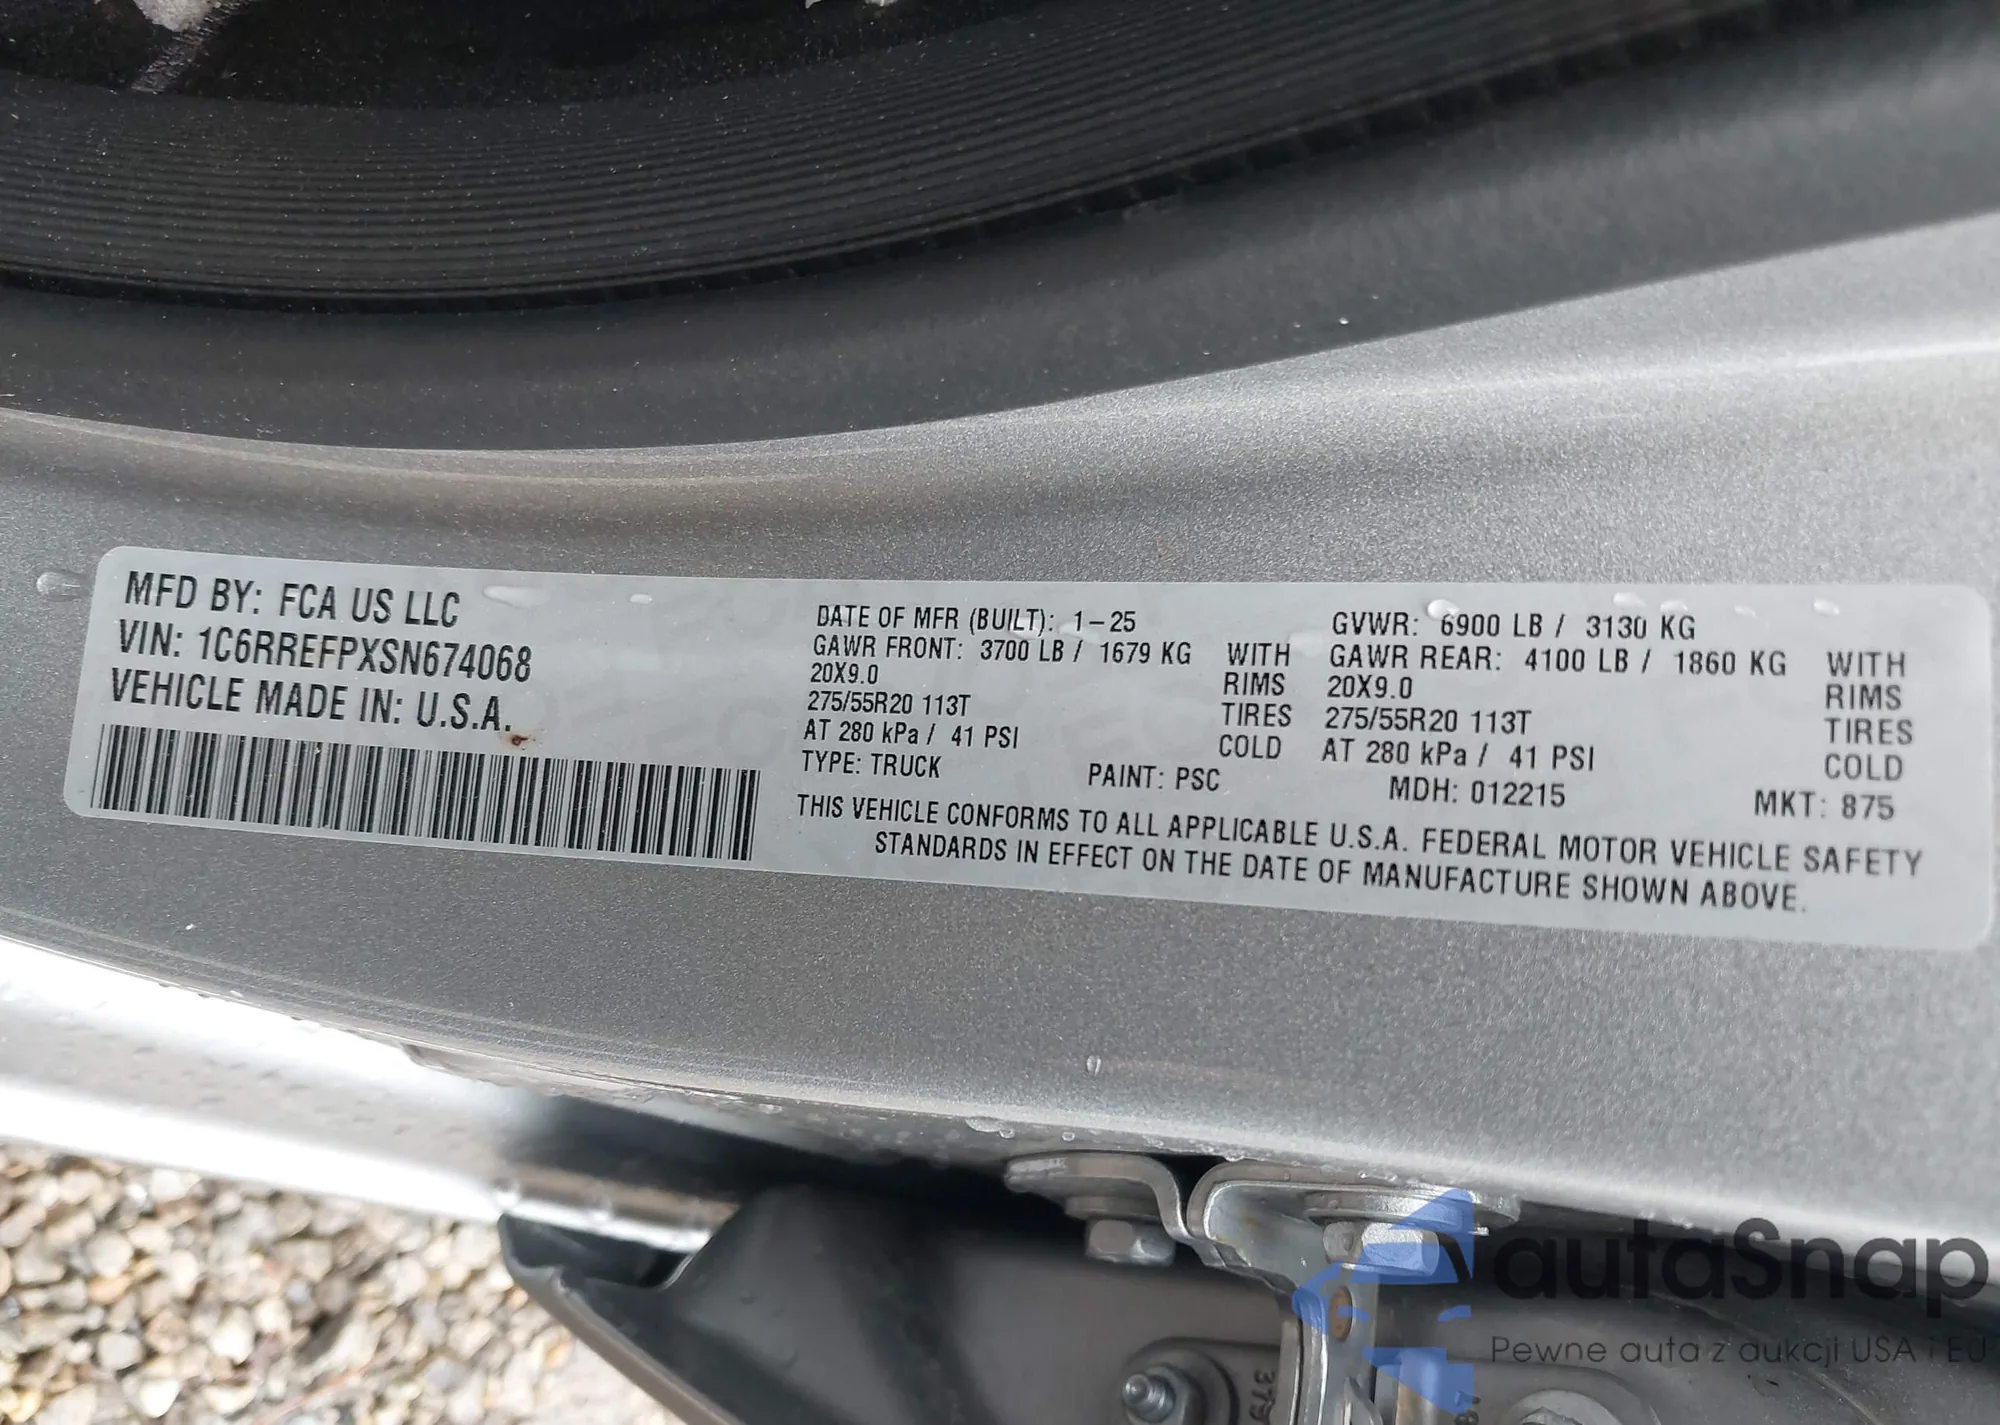 MFD BY: FCA US LLC
VIN: 1C6RREFPXSN674068
VEHICLE MADE IN: U.S.A.
DATE OF MFR (BUILT): 1-25 GVWR: 6900 LB / 3130 KG
GAWR FRONT: 3700 LB / 1679 KG WITH GAWR REAR: 4100 LB / 1860 KG WITH
20X9.0 RIMS 20X9.0 RIMS
275/55R20 113T TIRES 275/55R20 113T TIRES
AT 280 kPa / 41 PSI COLD AT 280 kPa / 41 PSI COLD
TYPE: TRUCK PAINT: PSC MDH: 012215 MKT: 875
THIS VEHICLE CONFORMS TO ALL APPLICABLE U.S.A. FEDERAL MOTOR VEHICLE SAFETY
STANDARDS IN EFFECT ON THE DATE OF MANUFACTURE SHOWN ABOVE.
autaSnap
Pewne auta z aukcji USA i EU